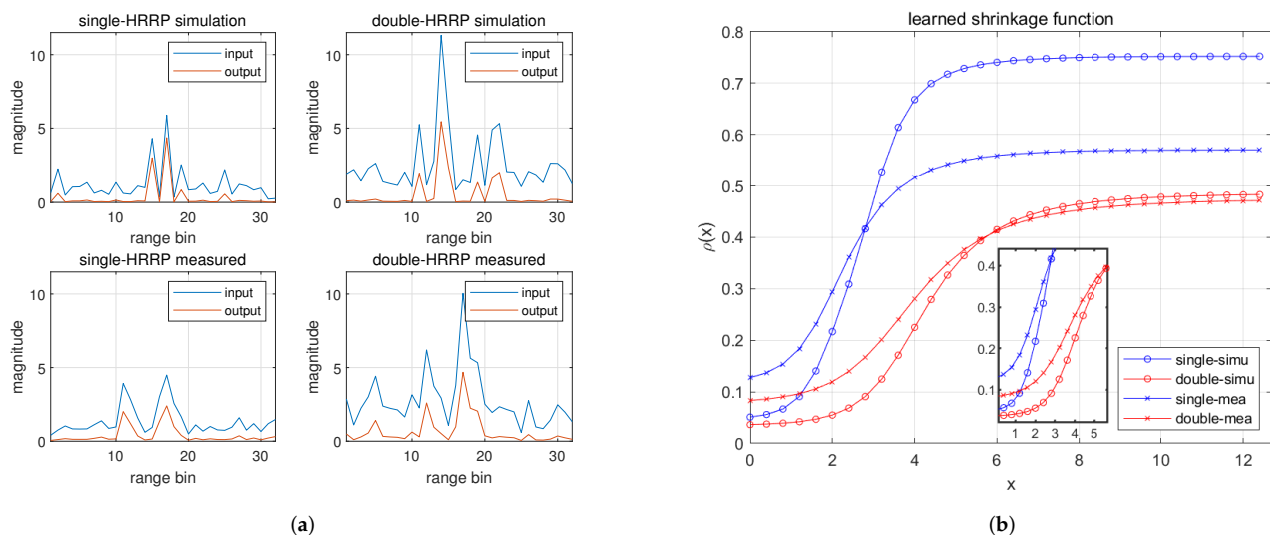 single-HRRP simulation
magnitude
10
5
0
input
output
10
20
30
range bin
double-HRRP simulation
magnitude
10
5
0
input
output
10
20
30
range bin
single-HRRP measured
magnitude
10
5
0
input
output
10
20
30
range bin
double-HRRP measured
magnitude
10
5
0
input
output
10
20
30
range bin
(a)
learned shrinkage function
ρ(x)
0.8
0.7
0.6
0.5
0.4
0.3
0.2
0.1
0
0.4
0.3
0.2
0.1
1
2
3
4
5
single-simu
double-simu
single-mea
double-mea
0
2
4
6
8
10
12
x
(b)